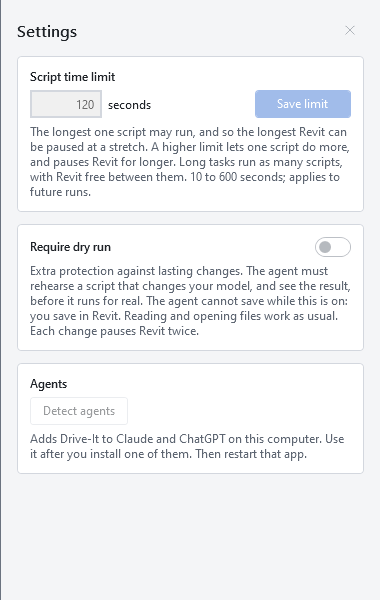 Settings
Script time limit
120 seconds Save limit
The longest one script may run, and so the longest Revit can
be paused at a stretch. A higher limit lets one script do more,
and pauses Revit for longer. Long tasks run as many scripts,
with Revit free between them. 10 to 600 seconds; applies to
future runs.
Require dry run
Extra protection against lasting changes. The agent must
rehearse a script that changes your model, and see the result,
before it runs for real. The agent cannot save while this is on:
you save in Revit. Reading and opening files work as usual.
Each change pauses Revit twice.
Agents
Detect agents
Adds Drive-It to Claude and ChatGPT on this computer. Use
it after you install one of them. Then restart that app.